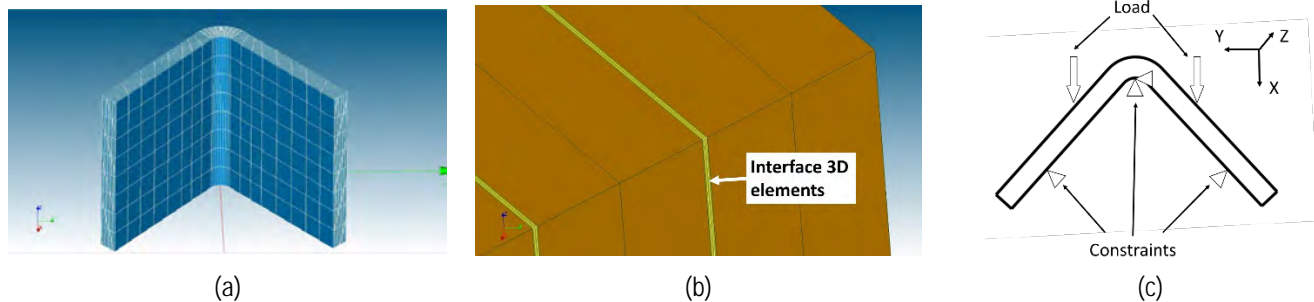 Interface 3D
elements
Load
Y
Z
X
Constraints
(a)
(b)
(c)